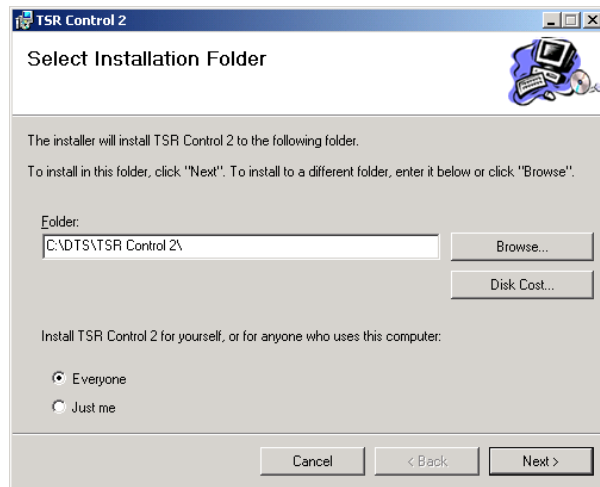 TSR Control 2
Select Installation Folder
The installer will install TSR Control 2 to the following folder.
To install in this folder, click "Next". To install to a different folder, enter it below or click "Browse".
Folder:
C:\DTS\TSR Control 2\
Browse...
Disk Cost...
Install TSR Control 2 for yourself, or for anyone who uses this computer:
Everyone
Just me
Cancel
< Back
Next >